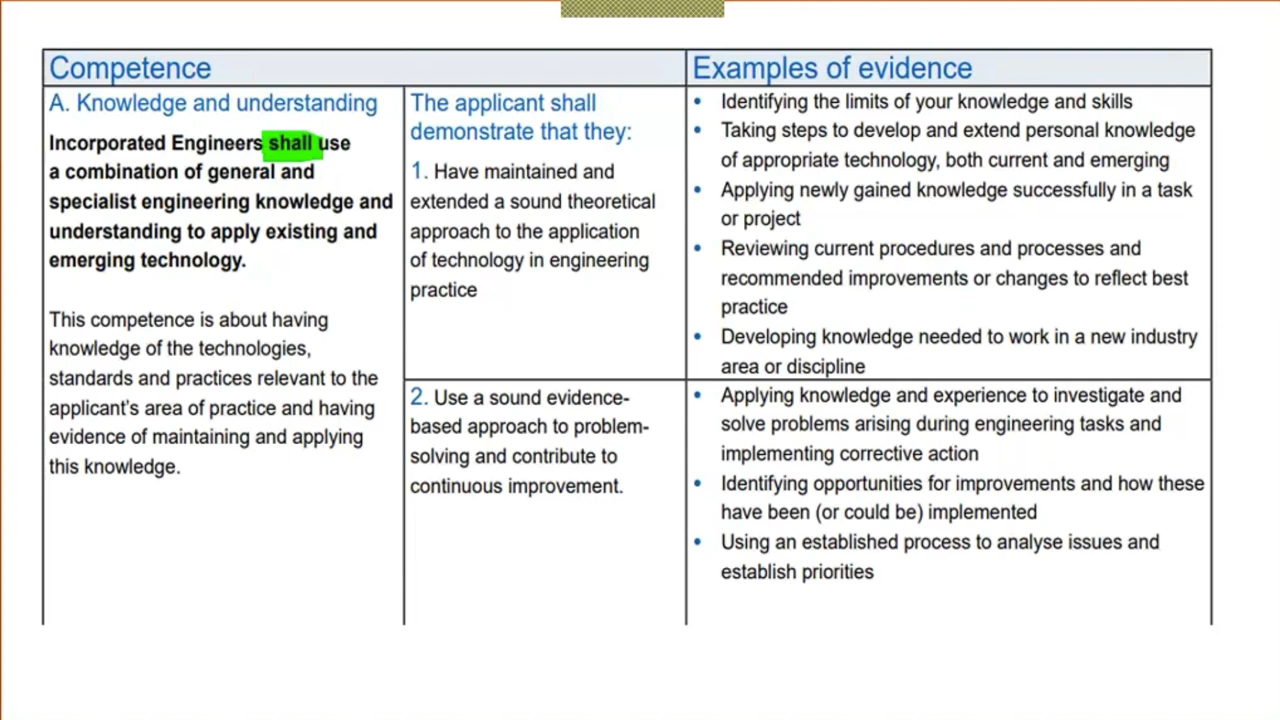 Competence
Examples of evidence
A. Knowledge and understanding
Incorporated Engineers shall use
a combination of general and
specialist engineering knowledge and
understanding to apply existing and
emerging technology.
This competence is about having
knowledge of the technologies,
standards and practices relevant to the
applicant's area of practice and having
evidence of maintaining and applying
this knowledge.
The applicant shall
demonstrate that they:
1. Have maintained and
extended a sound theoretical
approach to the application
of technology in engineering
practice
• Identifying the limits of your knowledge and skills
• Taking steps to develop and extend personal knowledge
of appropriate technology, both current and emerging
• Applying newly gained knowledge successfully in a task
or project
• Reviewing current procedures and processes and
recommended improvements or changes to reflect best
practice
• Developing knowledge needed to work in a new industry
area or discipline
2. Use a sound evidence-
based approach to problem-
solving and contribute to
continuous improvement.
• Applying knowledge and experience to investigate and
solve problems arising during engineering tasks and
implementing corrective action
• Identifying opportunities for improvements and how these
have been (or could be) implemented
• Using an established process to analyse issues and
establish priorities